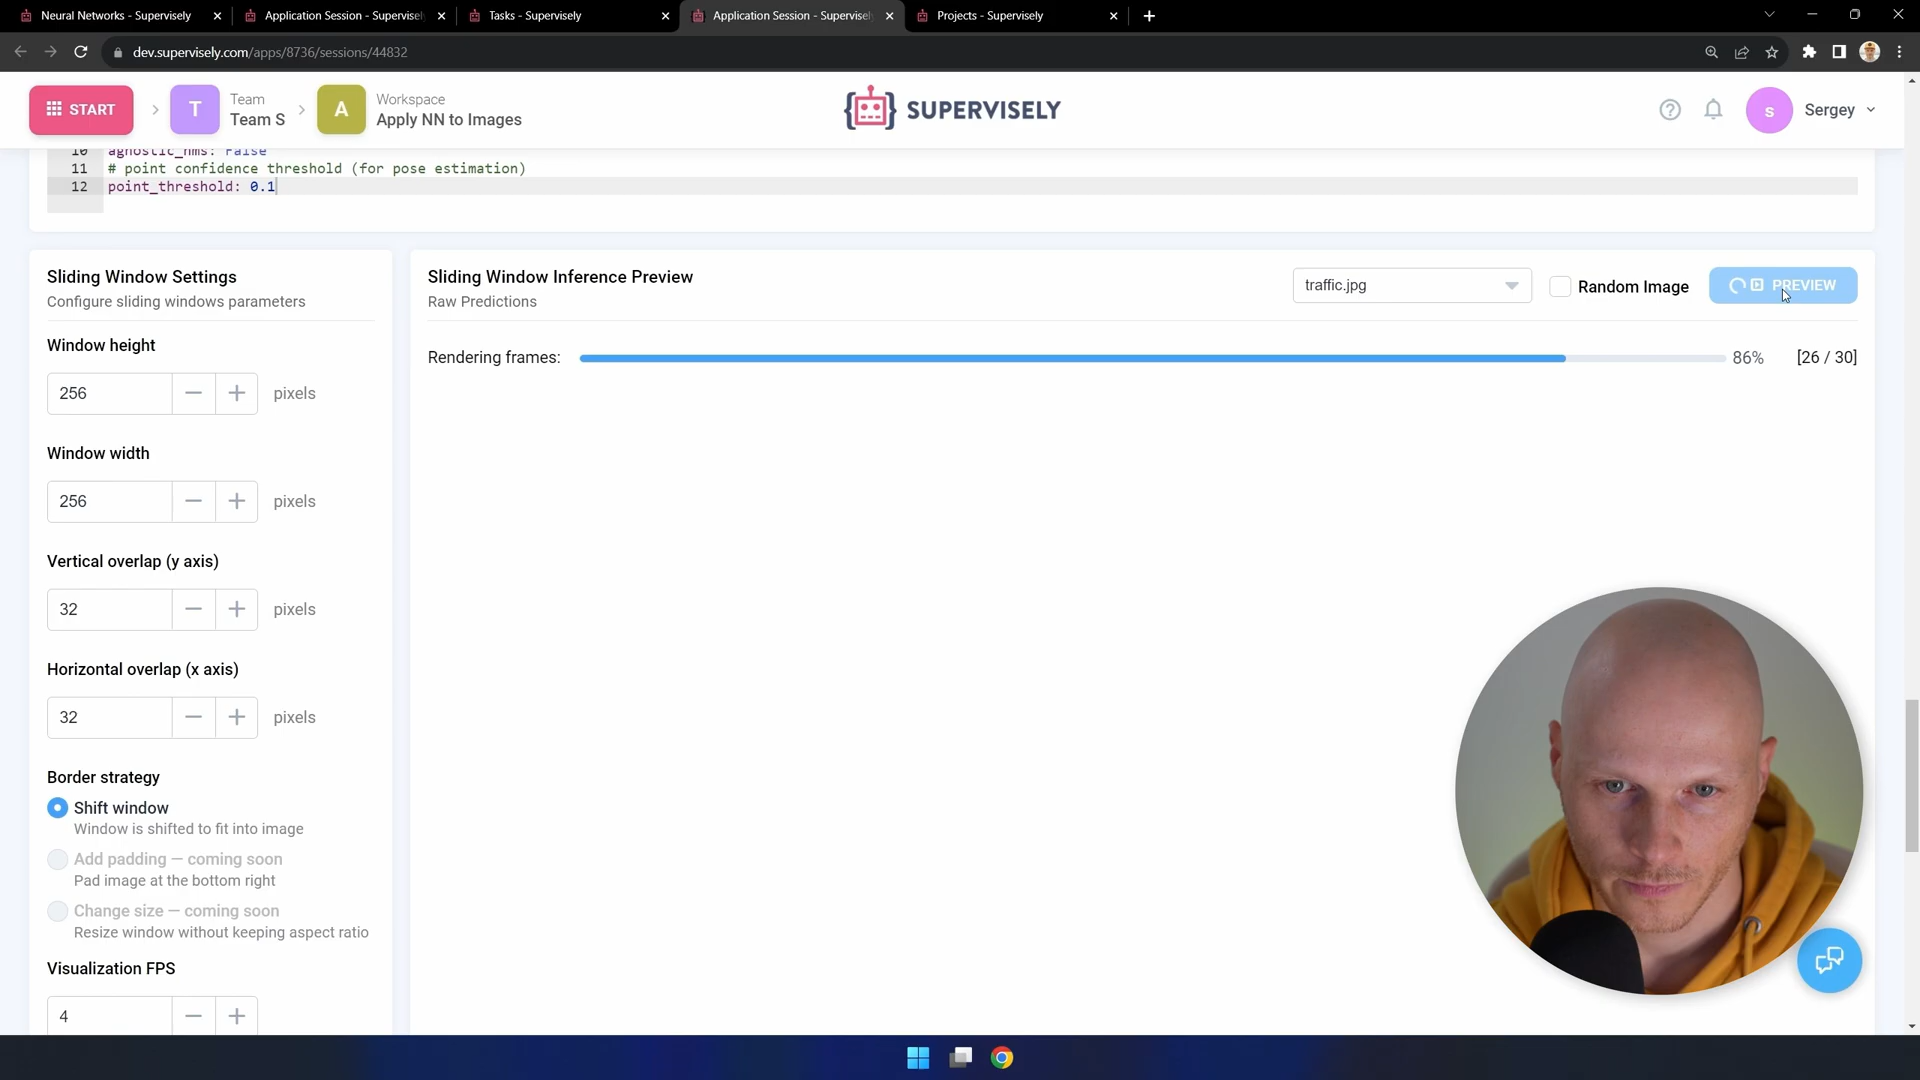 Neural Networks - Supervisely
Application Session - Supervisely
Tasks - Supervisely
Application Session - Supervisely
Projects - Supervisely
dev.supervisely.com/apps/8736/sessions/44832
START
T
Team
Team S
A
Workspace
Apply NN to Images
SUPERVISELY
s
Sergey
10 agnostic_nms: False
11 # point confidence threshold (for pose estimation)
12 point_threshold: 0.1
Sliding Window Settings
Configure sliding windows parameters
Window height
256
pixels
Window width
256
pixels
Vertical overlap (y axis)
32
pixels
Horizontal overlap (x axis)
32
pixels
Border strategy
Shift window
Window is shifted to fit into image
Add padding — coming soon
Pad image at the bottom right
Change size — coming soon
Resize window without keeping aspect ratio
Visualization FPS
4
Sliding Window Inference Preview
Raw Predictions
traffic.jpg
Random Image
PREVIEW
Rendering frames:
86%
[26 / 30]